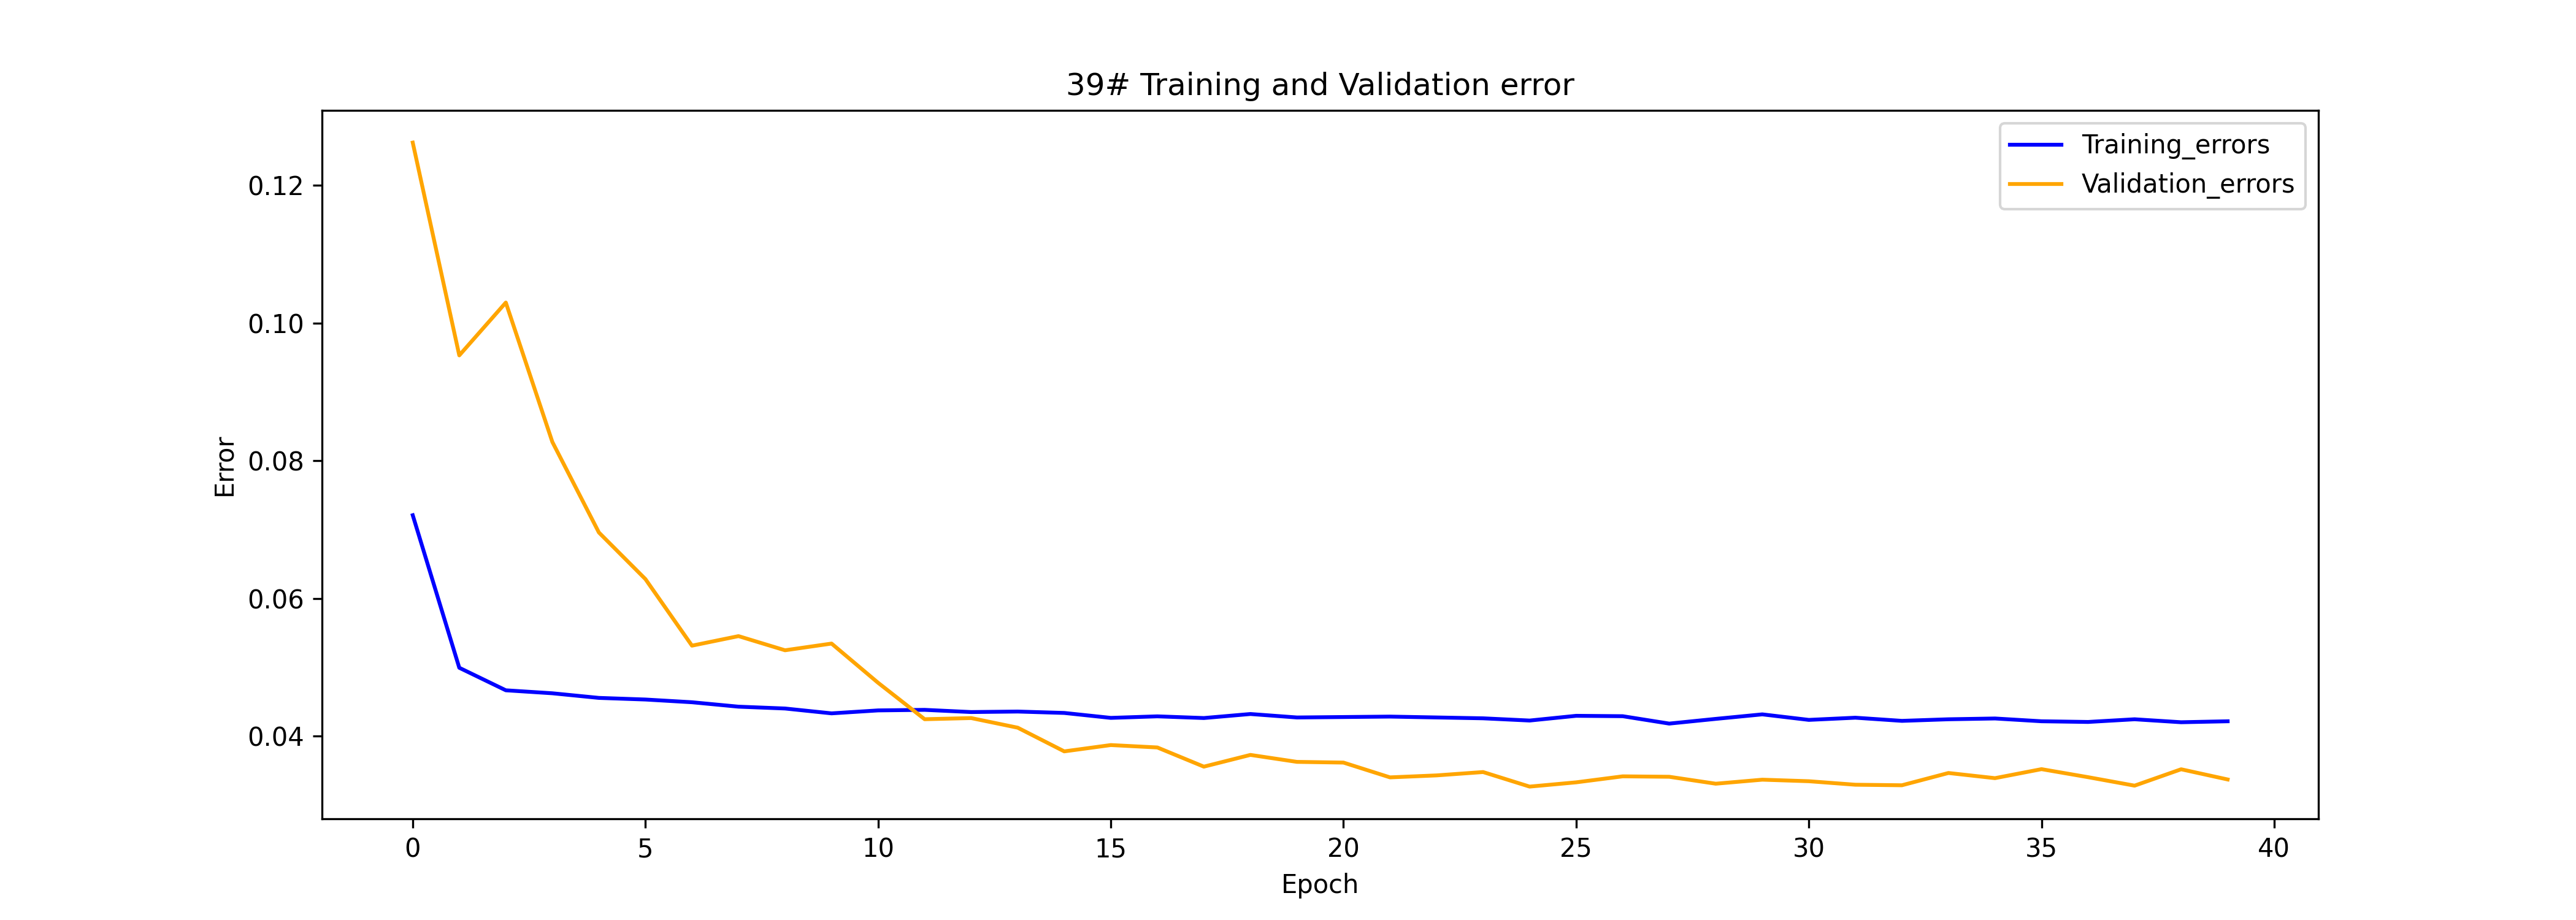 39# Training and Validation error
Training_errors
Validation_errors
0.12
0.10
0.08
0.06
0.04
Error
0 5 10 15 20 25 30 35 40
Epoch